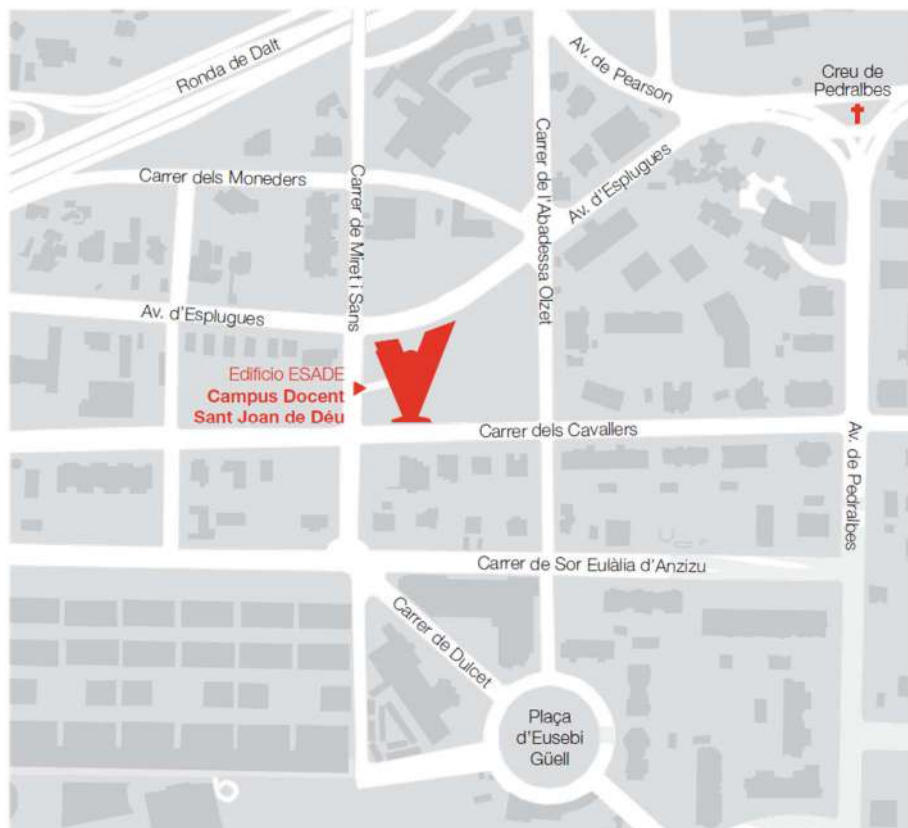 Ronda de Dalt
Av. de Pearson
Creu de
Pedralbes
Carrer dels Moneders
Carrer de Miret i Sans
Carrer de l'Abadessa Olzet
Av. d'Esplugues
Av. d'Esplugues
Edificio ESADE
Campus Docent
Sant Joan de Déu
Carrer dels Cavallers
Av. de Pedralbes
Carrer de Sor Eulàlia d'Anzizu
Carrer de Dulcet
Plaça
d'Eusebi
Güell